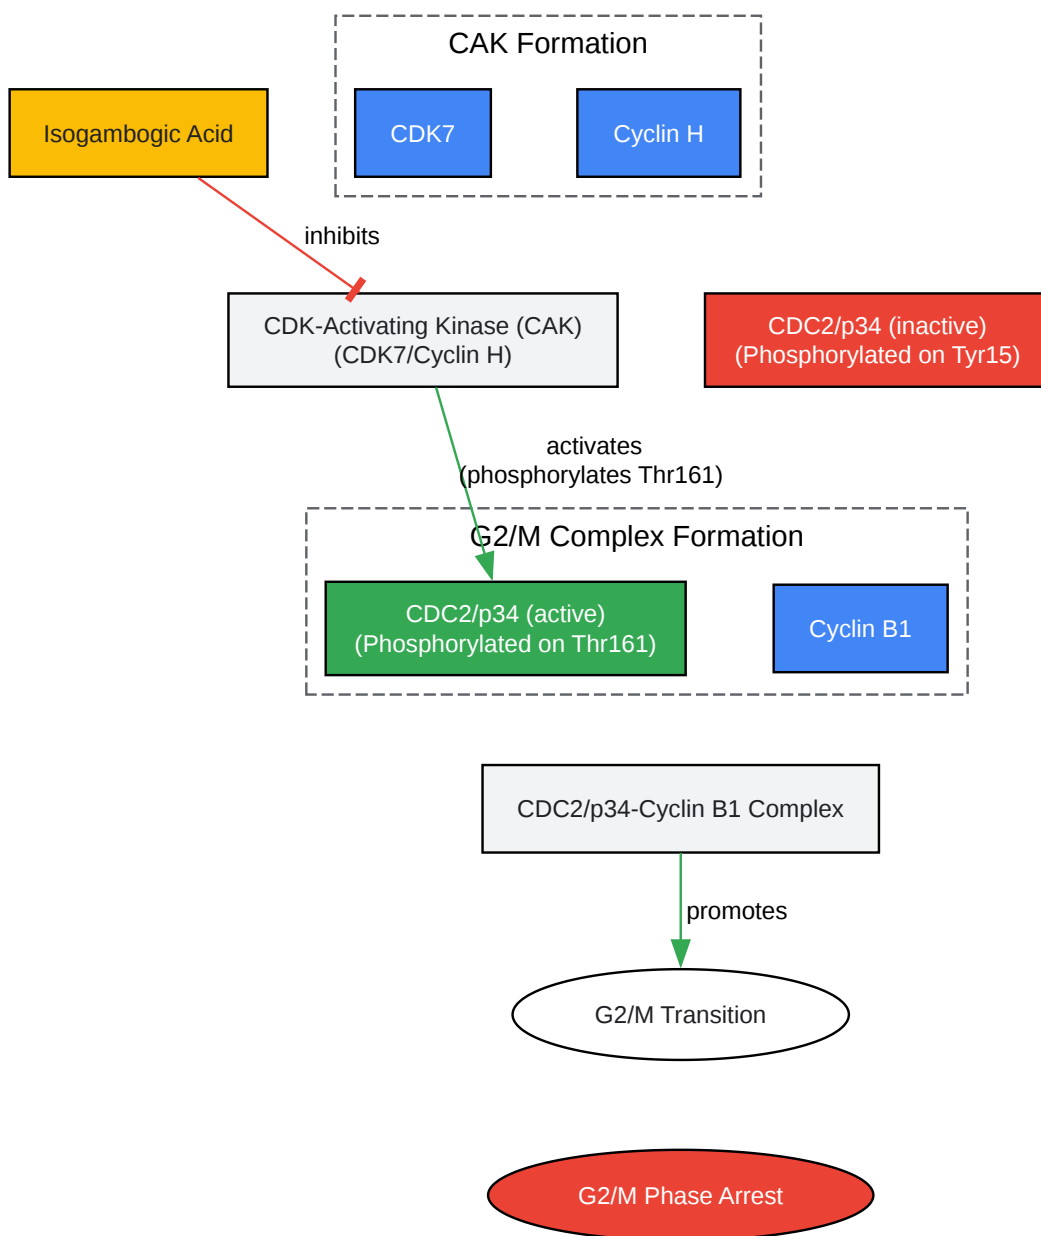 CAK Formation
Isogambogic Acid
CDK7
Cyclin H
inhibits
CDK-Activating Kinase (CAK)
(CDK7/Cyclin H)
CDC2/p34 (inactive)
(Phosphorylated on Tyr15)
activates
(phosphorylates Thr161)
G2/M Complex Formation
CDC2/p34 (active)
(Phosphorylated on Thr161)
Cyclin B1
CDC2/p34-Cyclin B1 Complex
promotes
G2/M Transition
G2/M Phase Arrest